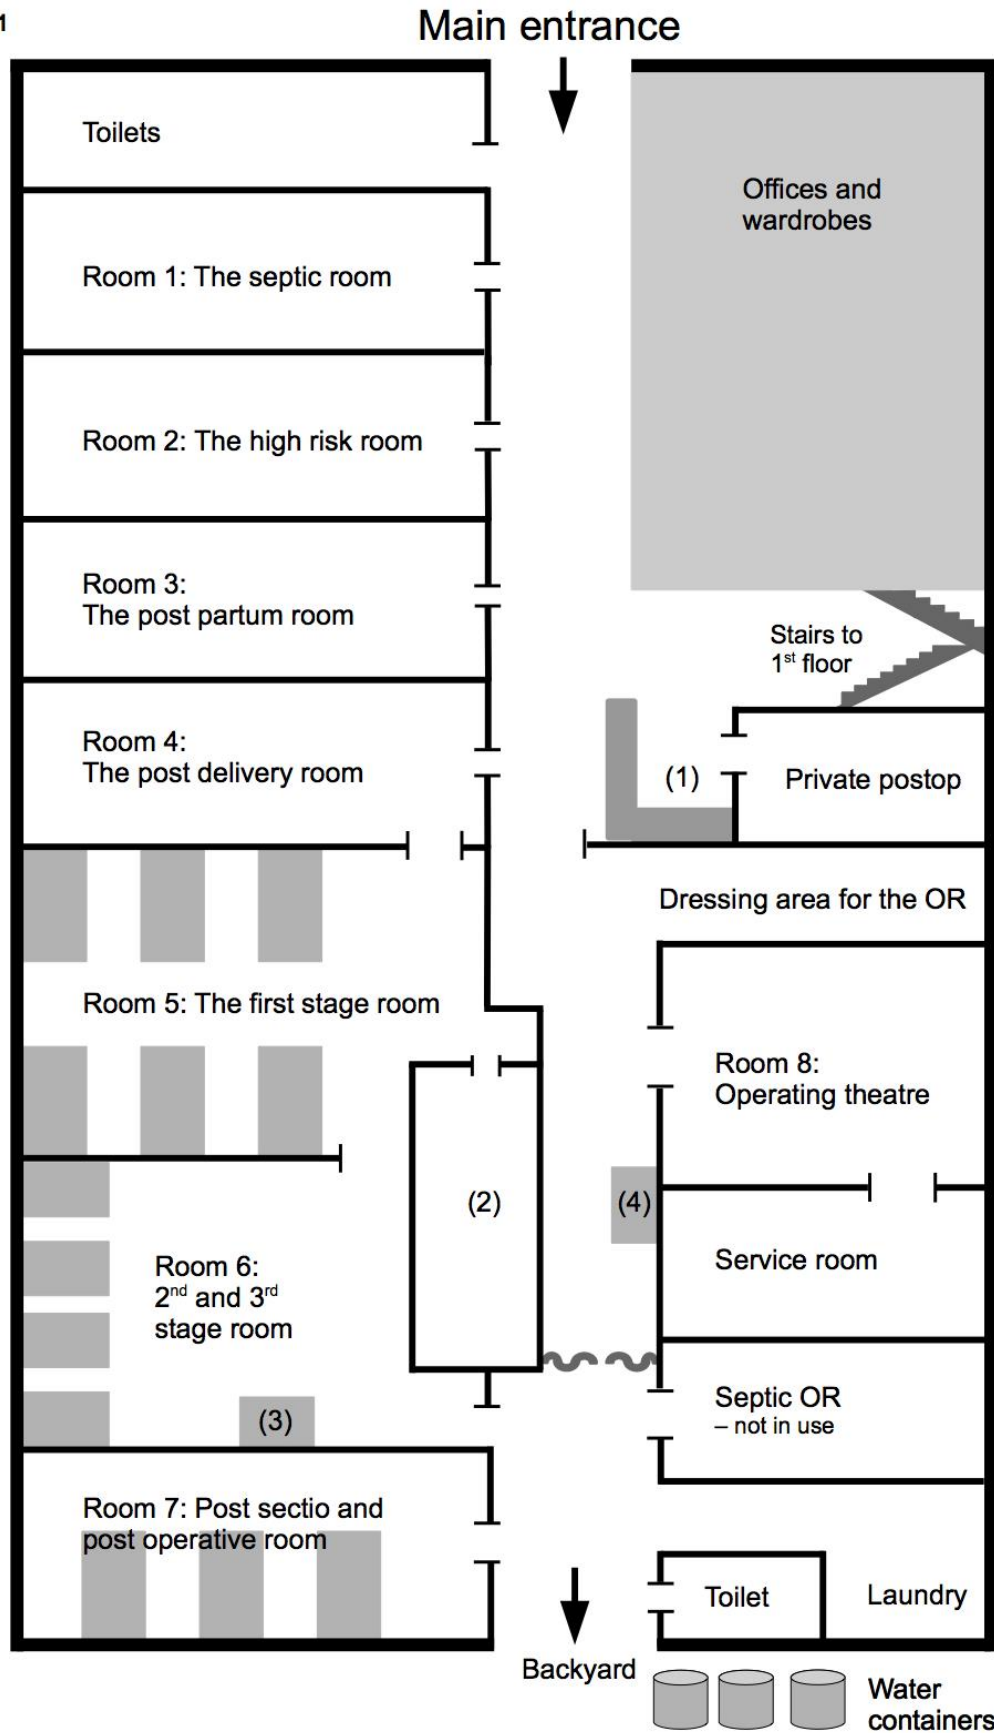 1
Main entrance
Toilets
Offices and
wardrobes
Room 1: The septic room
Room 2: The high risk room
Room 3:
The post partum room
Stairs to
1st floor
Room 4:
The post delivery room
(1)
Private postop
Dressing area for the OR
Room 5: The first stage room
Room 8:
Operating theatre
(2)
(4)
Room 6:
2nd and 3rd
stage room
Service room
(3)
Septic OR
– not in use
Room 7: Post sectio and
post operative room
Toilet
Laundry
Backyard
Water
containers